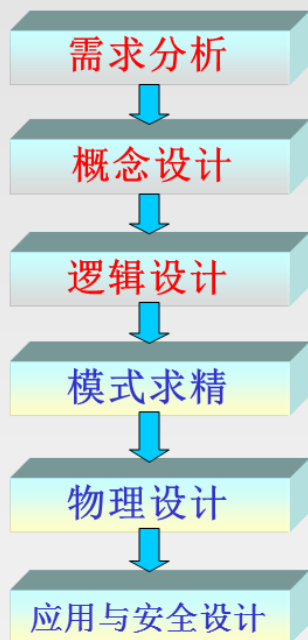 需求分析
概念设计
逻辑设计
模式求精
物理设计
应用与安全设计